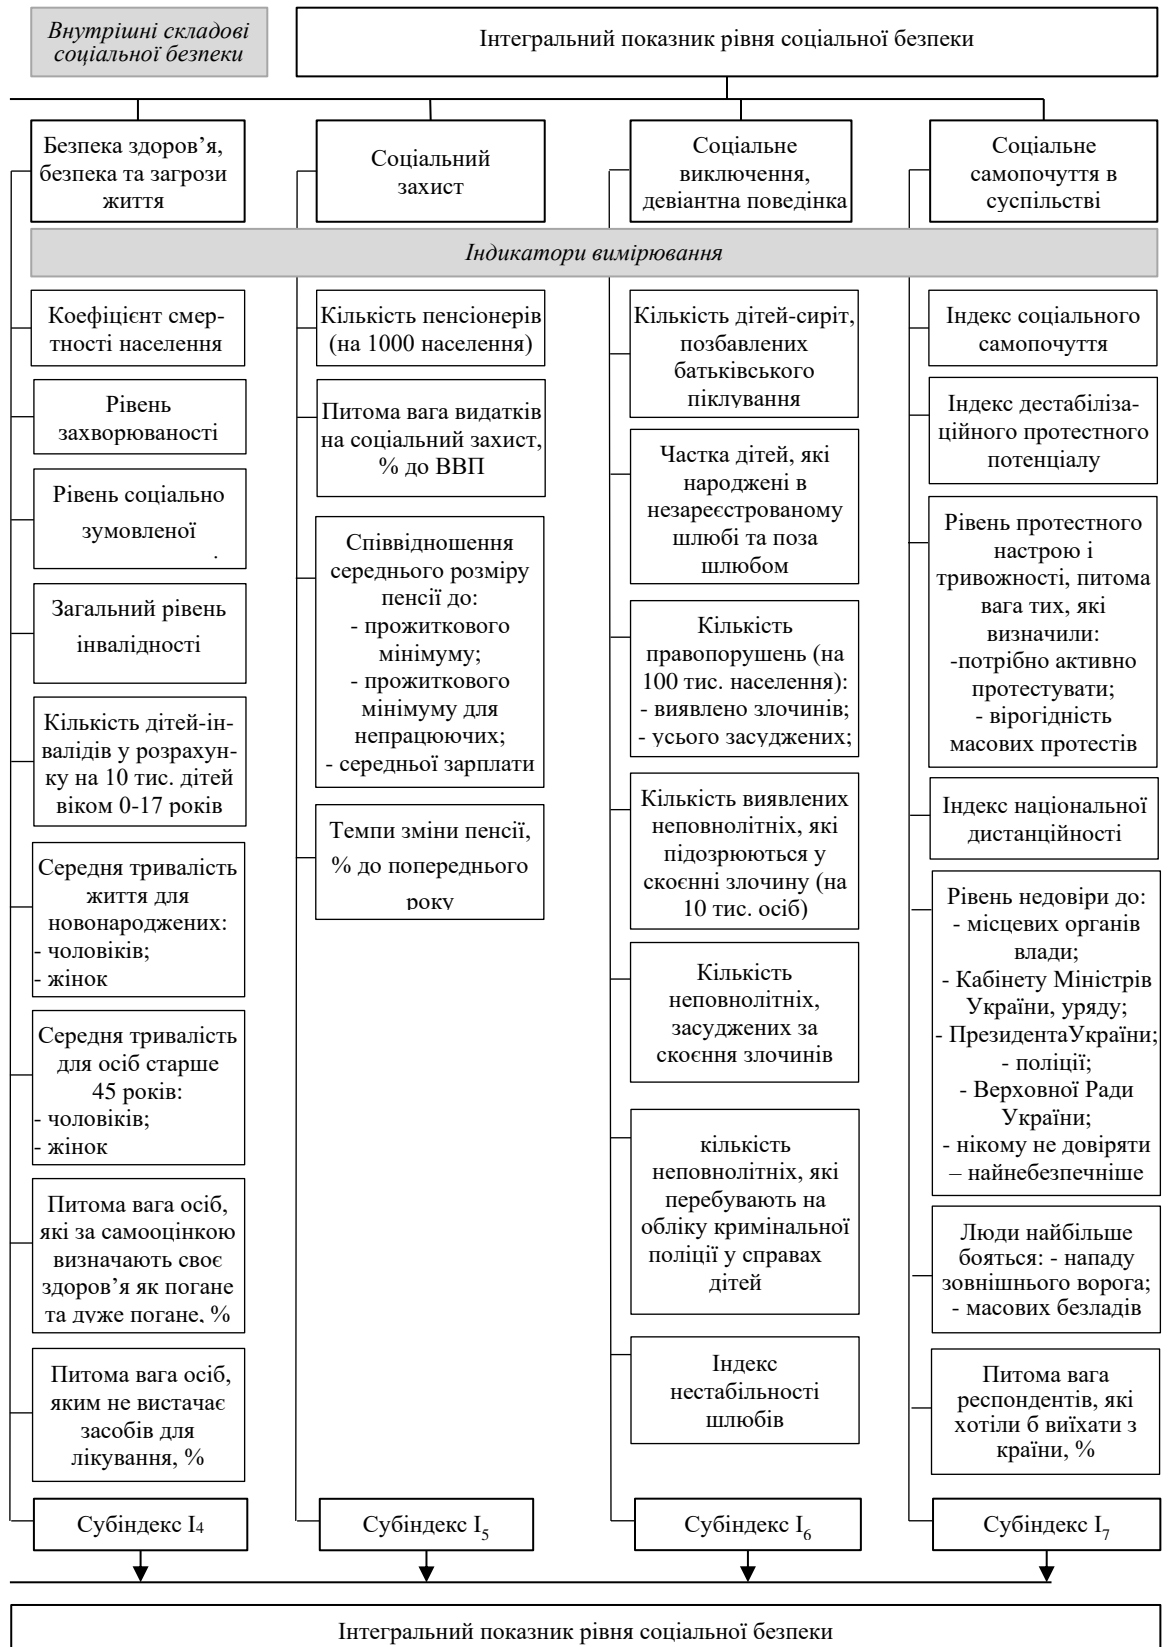 Внутрішні складові
соціальної безпеки
Інтегральний показник рівня соціальної безпеки
Безпека здоров’я,
безпека та загрози
життя
Соціальний
захист
Соціальне
виключення,
девіантна поведінка
Соціальне
самопочуття в
суспільстві
Індикатори вимірювання
Коефіцієнт смер-
тності населення
Рівень
захворюваності
Рівень соціально
зумовленої
Загальний рівень
інвалідності
Кількість дітей-ін-
валідів у розрахун-
ку на 10 тис. дітей
віком 0-17 років
Середня тривалість
життя для
новонароджених:
- чоловіків;
- жінок
Середня тривалість
для осіб старше
45 років:
- чоловіків;
- жінок
Питома вага осіб,
які за самооцінкою
визначають своє
здоров’я як погане
та дуже погане, %
Питома вага осіб,
яким не вистачає
засобів для
лікування, %
Субіндекс I4
Кількість пенсіонерів
(на 1000 населення)
Питома вага видатків
на соціальний захист,
% до ВВП
Співвідношення
середнього розміру
пенсії до:
- прожиткового
мінімуму;
- прожиткового
мінімуму для
непрацюючих;
- середньої зарплати
Темпи зміни пенсії,
% до попереднього
року
Субіндекс I5
Кількість дітей-сиріт,
позбавлених
батьківського
піклування
Частка дітей, які
народжені в
незареєстрованому
шлюбі та поза
шлюбом
Кількість
правопорушень (на
100 тис. населення):
- виявлено злочинів;
- усього засуджених;
Кількість виявлених
неповнолітніх, які
підозрюються у
скоєнні злочину (на
10 тис. осіб)
Кількість
неповнолітніх,
засуджених за
скоєння злочинів
кількість
неповнолітніх, які
перебувають на
обліку кримінальної
поліції у справах
дітей
Індекс
нестабільності
шлюбів
Субіндекс I6
Індекс соціального
самопочуття
Індекс дестабіліза-
ційного протестного
потенціалу
Рівень протестного
настрою і
тривожності, питома
вага тих, які
визначили:
-потрібно активно
протестувати;
- вірогідність
масових протестів
Індекс національної
дистанційності
Рівень недовіри до:
- місцевих органів
влади;
- Кабінету Міністрів
України, уряду;
- ПрезидентаУкраїни;
- поліції;
- Верховної Ради
України;
- нікому не довіряти
– найнебезпечніше
Люди найбільше
бояться: - нападу
зовнішнього ворога;
- масових безладів
Питома вага
респондентів, які
хотіли б виїхати з
країни, %
Субіндекс I7
Інтегральний показник рівня соціальної безпеки